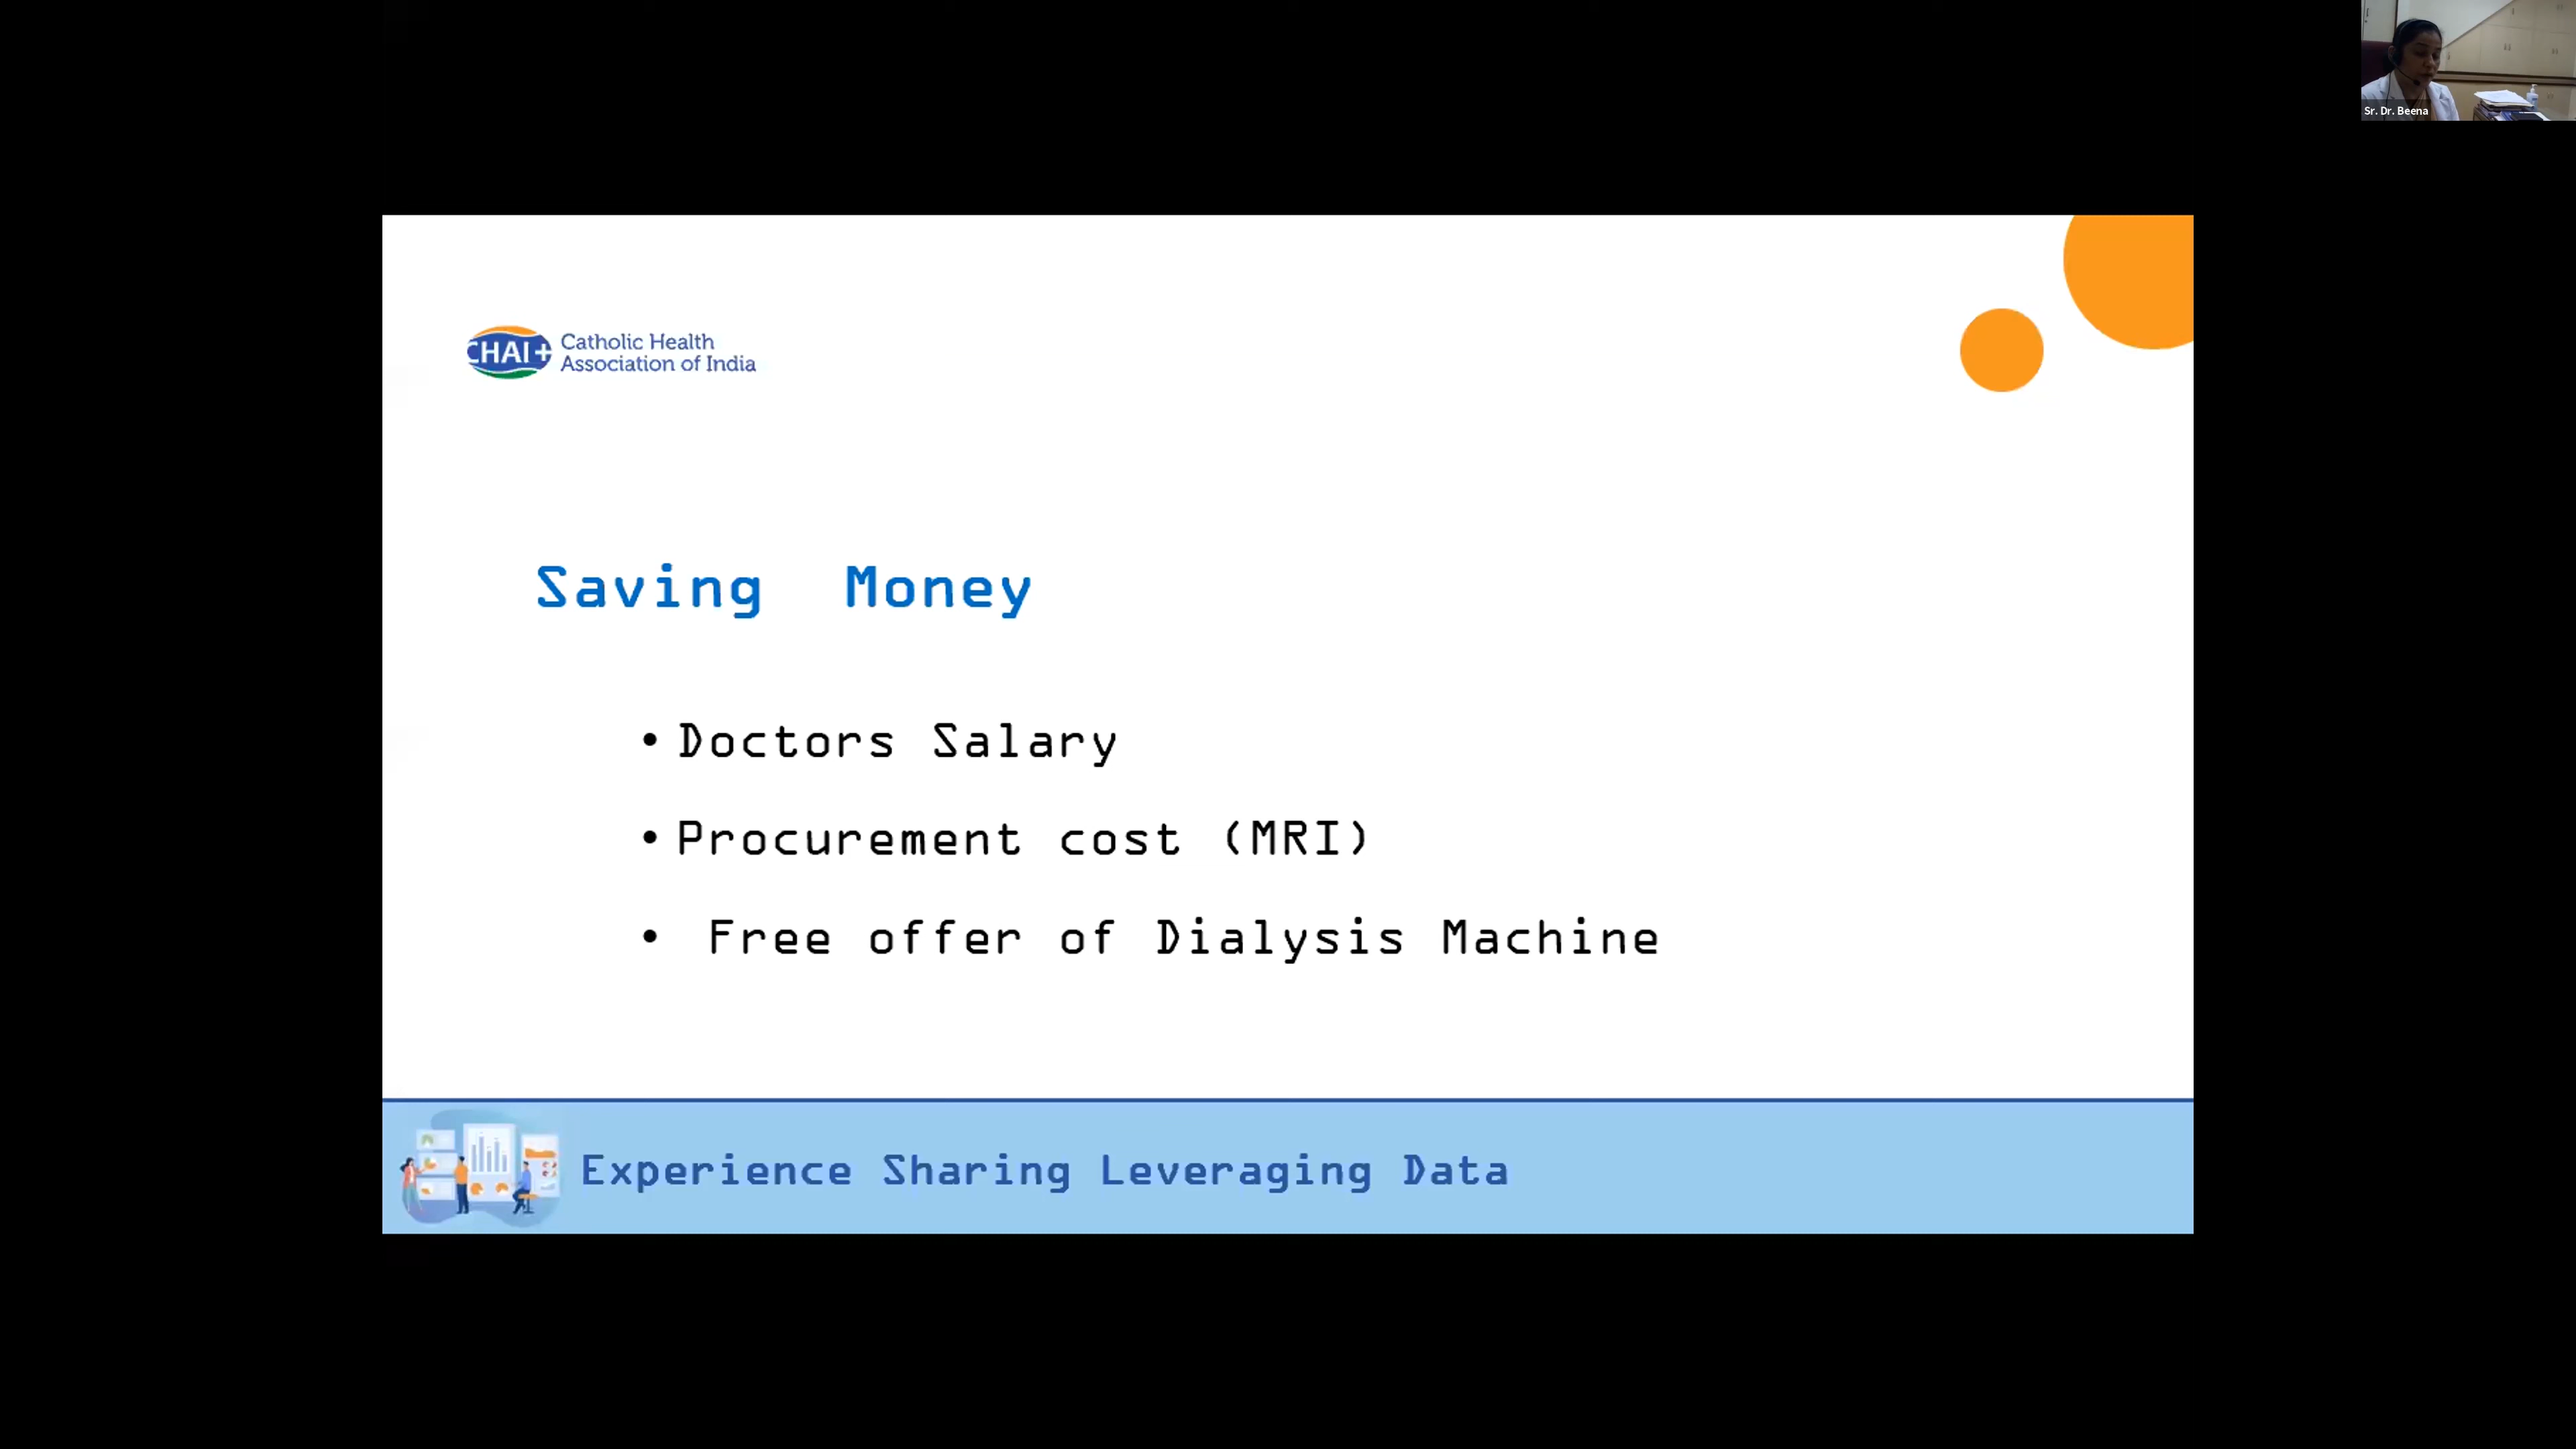 Sr. Dr. Beena
CHAI+
Catholic Health
Association of India
Saving Money
• Doctors Salary
• Procurement cost (MRI)
• Free offer of Dialysis Machine
Experience Sharing Leveraging Data